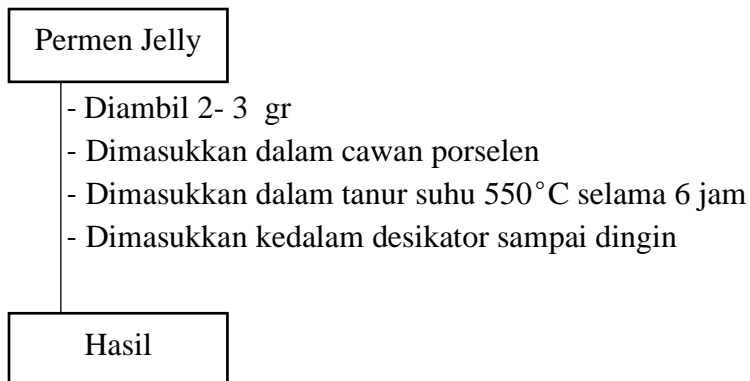 Permen Jelly
- Diambil 2- 3  gr
- Dimasukkan dalam cawan porselen
- Dimasukkan dalam tanur suhu 550°C selama 6 jam
- Dimasukkan kedalam desikator sampai dingin
Hasil